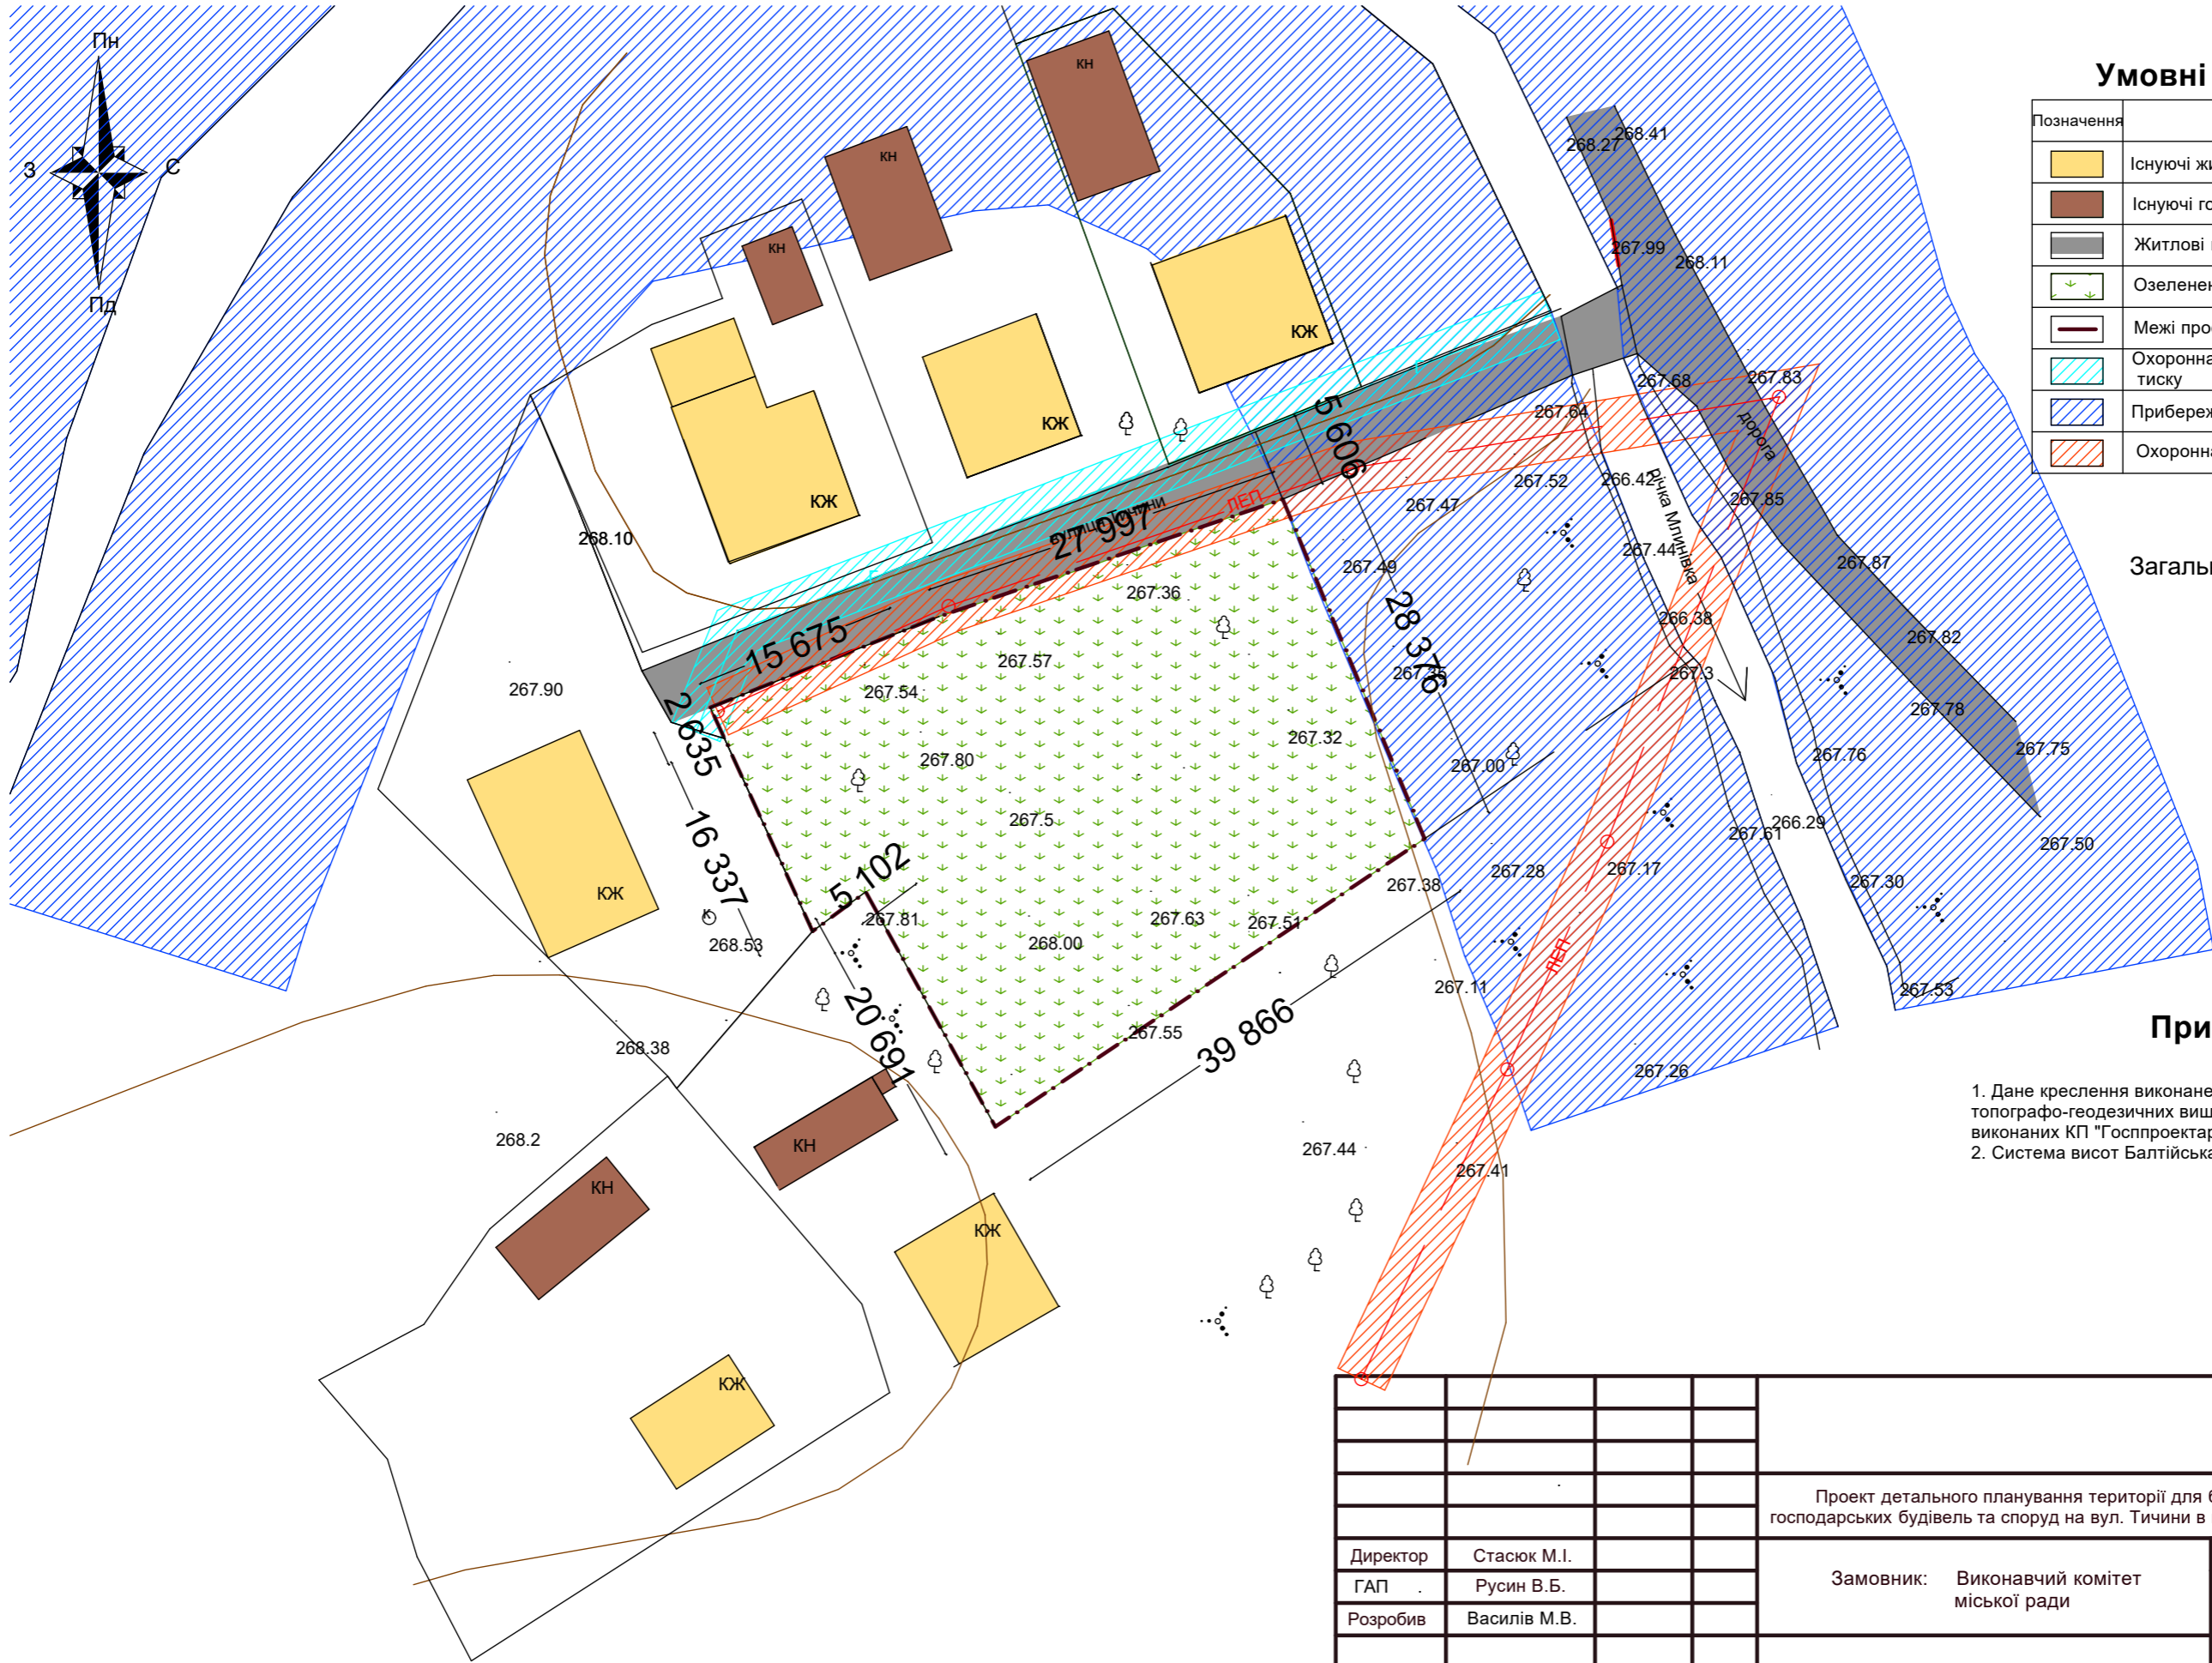 Пн
З
С
Пд
Умовні
Позначення
Існуючі жи
Існуючі го
Житлові
Озеленен
Межі про
Охоронна
тиску
Прибереж
Охоронна
Загаль
КН
КН
КН
КЖ
КЖ
КЖ
268.41
268.27
267.99
268.11
267.68
267.83
267.64
дорога
5 606
267.52
266.42
267.47
267.85
річка Млинівка
вулиця Тичини
ЛЕП
27 997
268.10
267.44
267.87
267.49
267.36
28 376
266.38
267.82
15 675
267.57
267.35
267.3
267.90
267.54
267.78
2 635
267.32
267.75
267.80
267.00
267.76
16 337
267.5
266.29
267.61
267.50
5 102
267.28
267.17
267.38
267.30
КЖ
К
267.81
267.63
267.51
268.53
268.00
ЛЕП
267.11
267.53
20 691
267.55
39 866
268.38
267.26
При
1. Дане креслення виконане
топографо-геодезичних виш
виконаних КП "Госппроектар
2. Система висот Балтійська
268.2
КН
267.44
267.41
КН
КЖ
КЖ
Проект детального планування території для б
господарських будівель та споруд на вул. Тичини в
Директор Стасюк М.І.
ГАП . Русин В.Б.
Розробив Василів М.В.
Замовник: Виконавчий комітет
міської ради